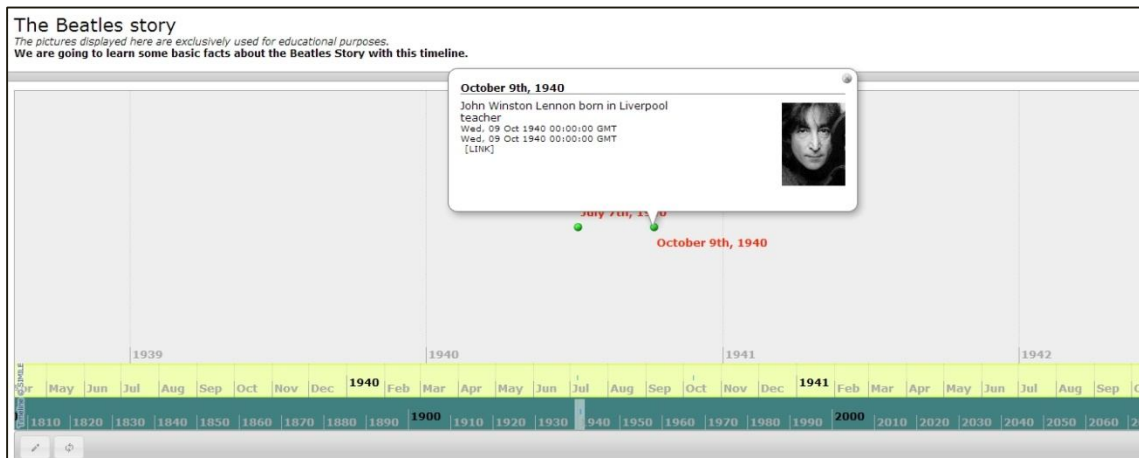 The Beatles story
The pictures displayed here are exclusively used for educational purposes.
We are going to learn some basic facts about the Beatles Story with this timeline.
October 9th, 1940
John Winston Lennon born in Liverpool
teacher
Wed, 09 Oct 1940 00:00:00 GMT
Wed, 09 Oct 1940 00:00:00 GMT
[LINK]
July 7th, 1940
October 9th, 1940
1939 1940 1941 1942
May Jun Jul Aug Sep Oct Nov Dec 1940 Feb Mar Apr May Jun Jul Aug Sep Oct Nov Dec 1941 Feb Mar Apr May Jun Jul Aug Sep
1810 1820 1830 1840 1850 1860 1870 1880 1890 1900 1910 1920 1930 940 1950 1960 1970 1980 1990 2000 2010 2020 2030 2040 2050 2060
Timeline © SIMILE